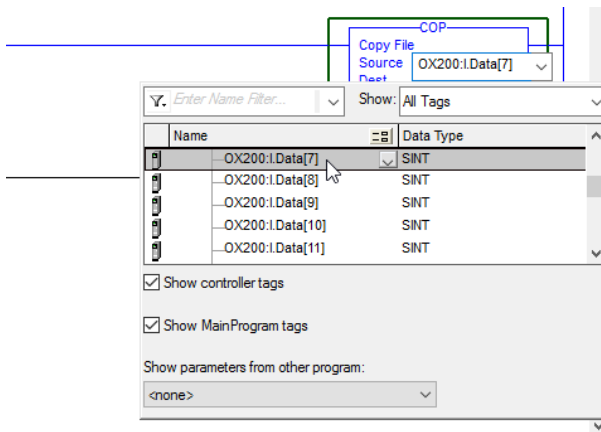 COP
Copy File
Source OX200:I.Data[7]
Dest
Enter Name Filter... Show: All Tags
Name Data Type
OX200:I.Data[7] SINT
OX200:I.Data[8] SINT
OX200:I.Data[9] SINT
OX200:I.Data[10] SINT
OX200:I.Data[11] SINT
Show controller tags
Show MainProgram tags
Show parameters from other program:
<none>